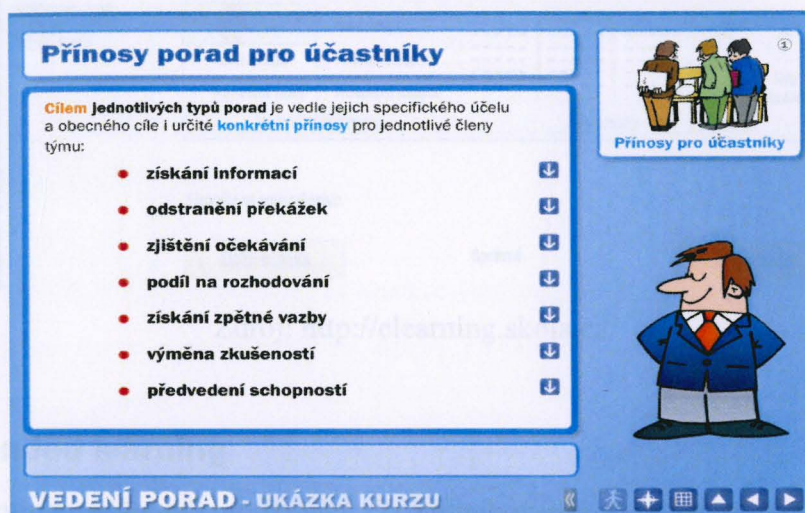 Přínosy porad pro účastníky
①
Přínosy pro účastníky
Cílem jednotlivých typů porad je vedle jejich specifického účelu
a obecného cíle i určité konkrétní přínosy pro jednotlivé členy
týmu:
získání informací
odstranění překážek
zjištění očekávání
podíl na rozhodování
získání zpětné vazby
výměna zkušeností
předvedení schopností
VEDENÍ PORAD - UKÁZKA KURZU